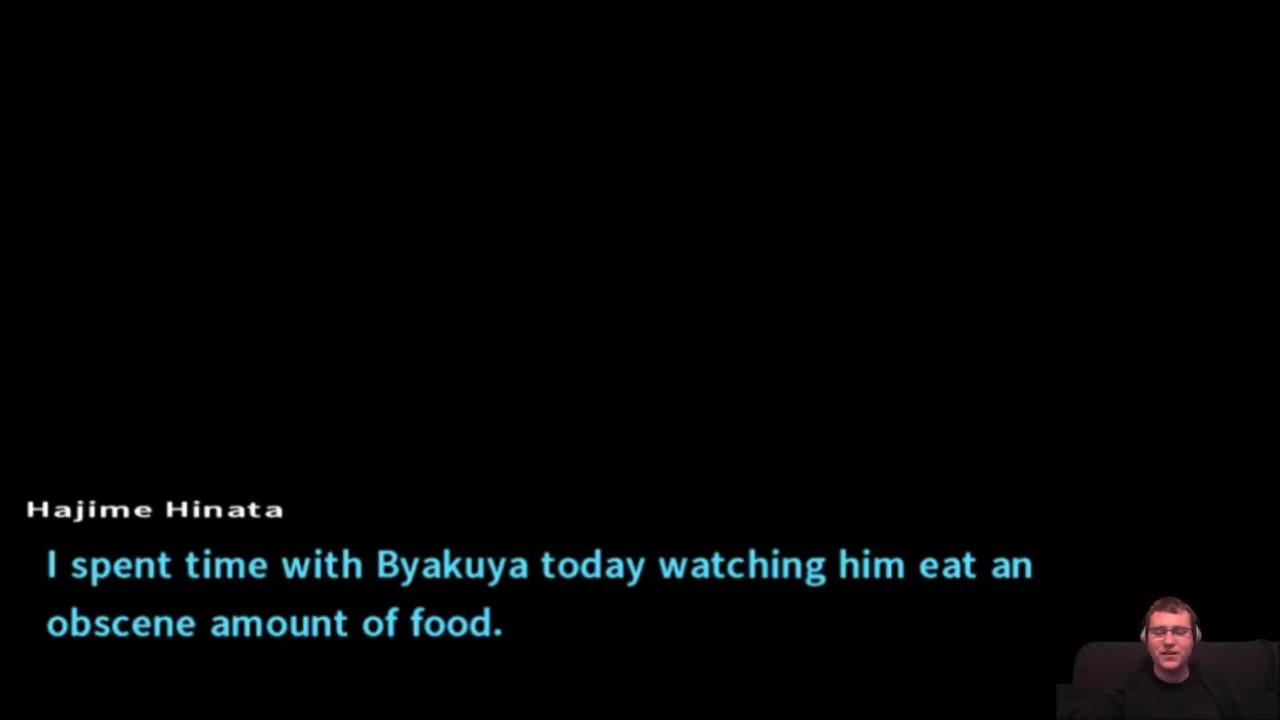 Hajime Hinata
I spent time with Byakuya today watching him eat an
obscene amount of food.